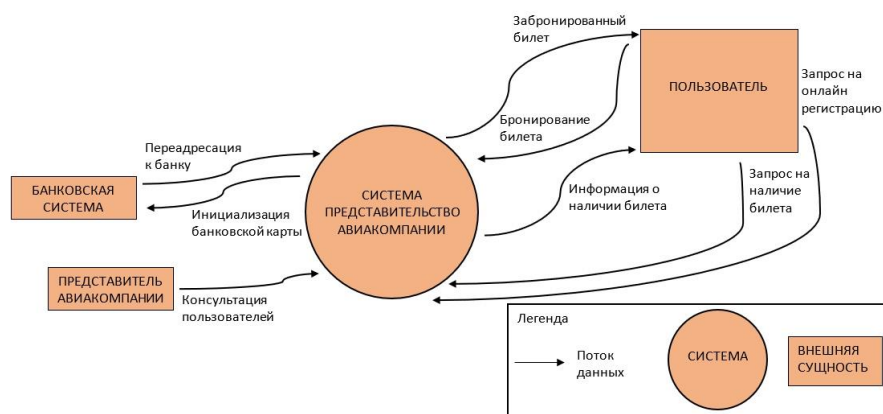 Забронированный
билет
ПОЛЬЗОВАТЕЛЬ
Запрос на
онлайн
регистрацию
Бронирование
билета
Переадресация
к банку
БАНКОВСКАЯ
СИСТЕМА
СИСТЕМА
ПРЕДСТАВИТЕЛЬСТВО
АВИАКОМПАНИИ
Информация о
наличии билета
Запрос на
наличие
билета
Инициализация
банковской карты
ПРЕДСТАВИТЕЛЬ
АВИАКОМПАНИИ
Консультация
пользователей
Легенда
Поток
данных
СИСТЕМА
ВНЕШНЯЯ
СУЩНОСТЬ